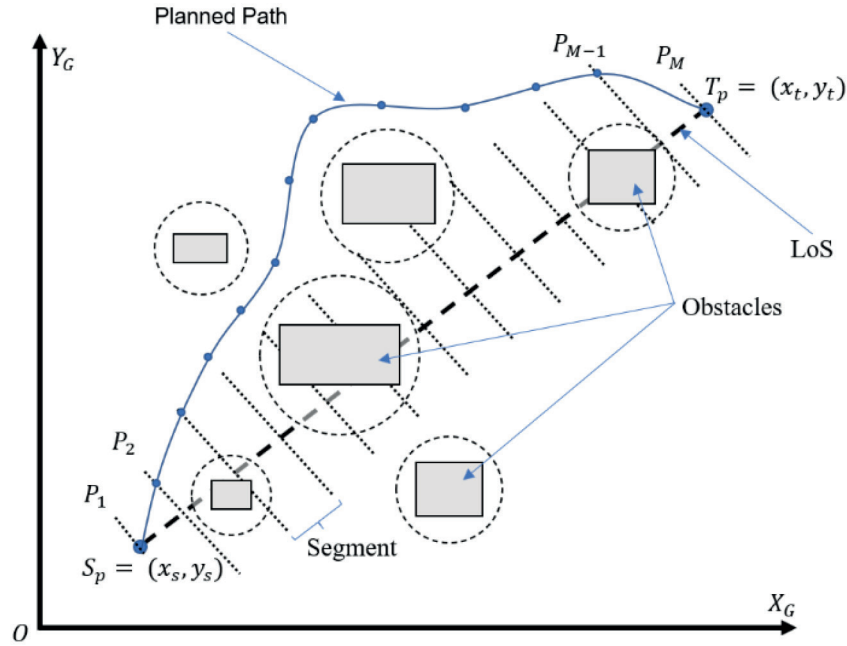 Planned Path
Y_G
P_{M-1}
P_M
T_p = (x_t, y_t)
LoS
Obstacles
P_2
P_1
Segment
S_p = (x_s, y_s)
X_G
O